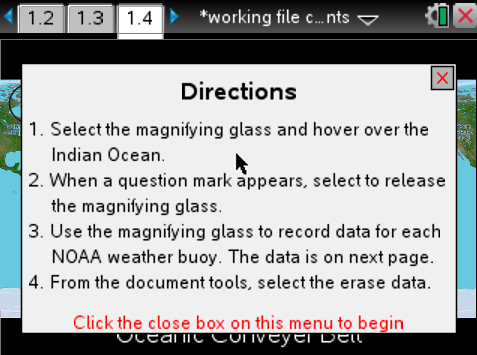 1.2 1.3 1.4 *working file c...nts
Directions
1. Select the magnifying glass and hover over the
Indian Ocean.
2. When a question mark appears, select to release
the magnifying glass.
3. Use the magnifying glass to record data for each
NOAA weather buoy. The data is on next page.
4. From the document tools, select the erase data.
Click the close box on this menu to begin
Oceanic Conveyer Belt